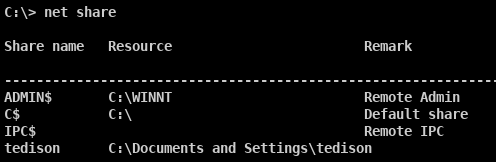 C:\> net share
Share name   Resource                        Remark
-------------------------------------------------------------
ADMIN$       C:\WINNT                        Remote Admin
C$           C:\                             Default share
IPC$                                         Remote IPC
tedison      C:\Documents and Settings\tedison